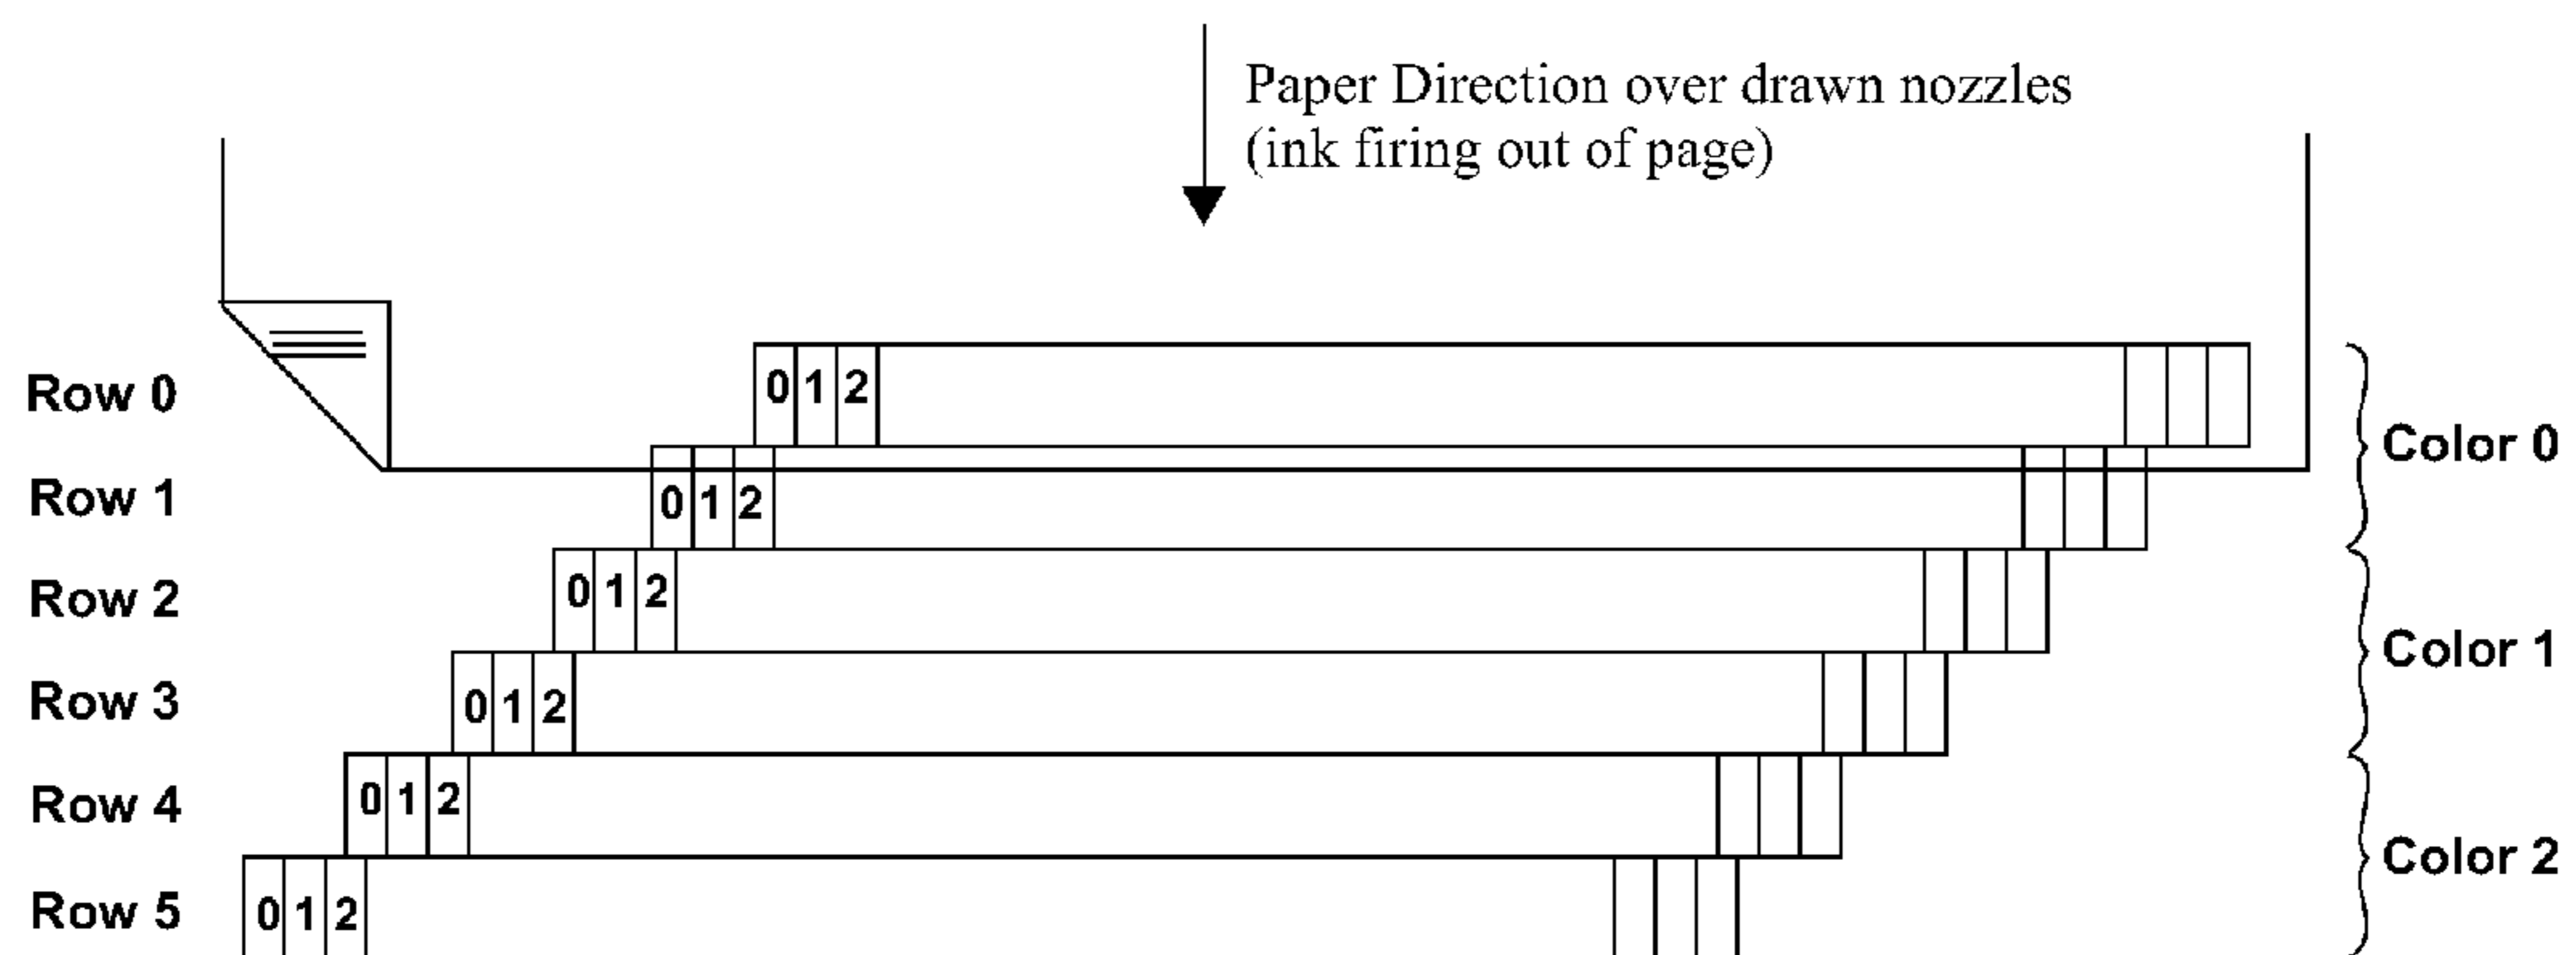 Paper Direction over drawn nozzles
(ink firing out of page)
Row 0
0 1 2
Color 0
Row 1
0 1 2
Row 2
0 1 2
Color 1
Row 3
0 1 2
Row 4
0 1 2
Color 2
Row 5
0 1 2